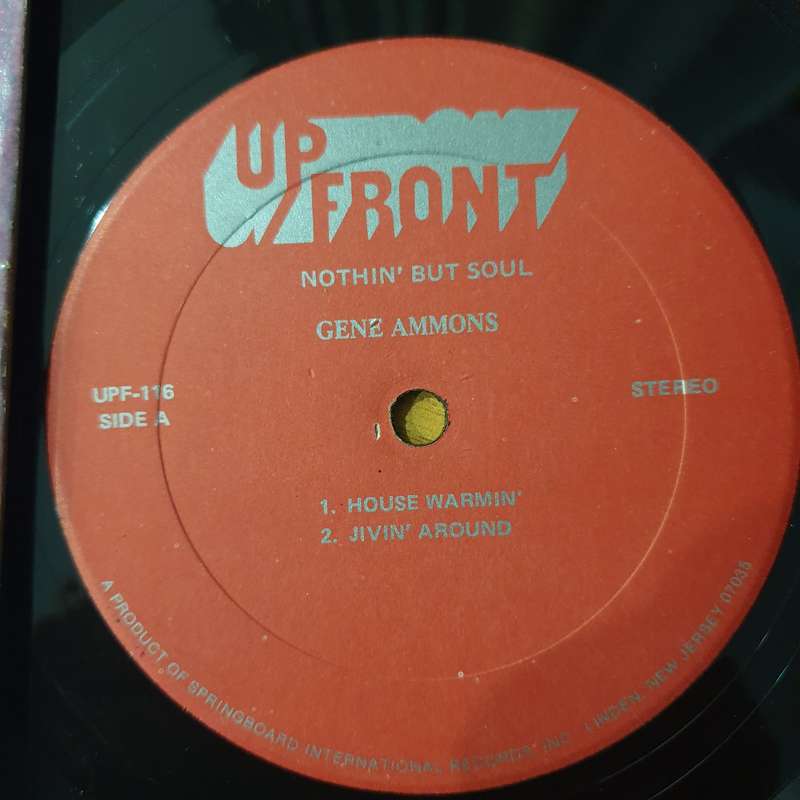 UP
FRONT
NOTHIN' BUT SOUL
GENE AMMONS
UPF-116
SIDE A
STEREO
1. HOUSE WARMIN'
2. JIVIN' AROUND
A PRODUCT OF SPRINGBOARD INTERNATIONAL RECORDS, INC. LINDEN, NEW JERSEY 07036